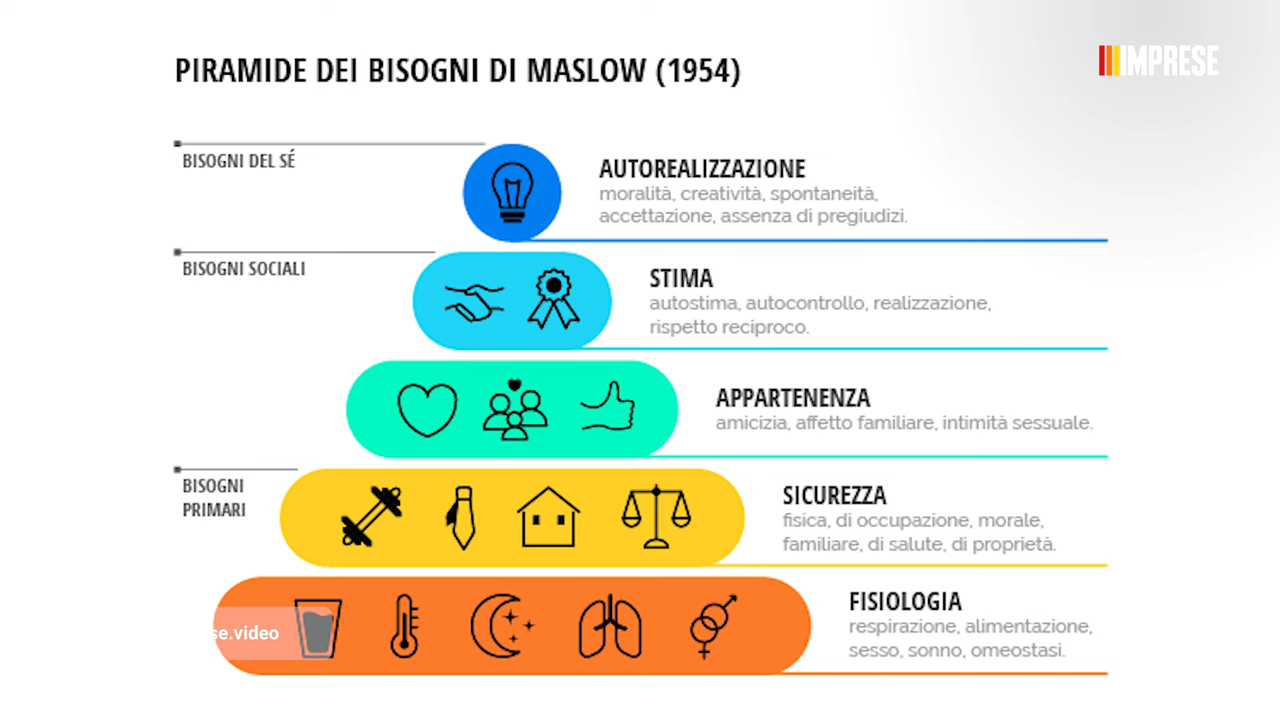 PIRAMIDE DEI BISOGNI DI MASLOW (1954)
IMPRESE
BISOGNI DEL SÉ
AUTOREALIZZAZIONE
moralità, creatività, spontaneità,
accettazione, assenza di pregiudizi.
BISOGNI SOCIALI
STIMA
autostima, autocontrollo, realizzazione,
rispetto reciproco.
APPARTENENZA
amicizia, affetto familiare, intimità sessuale.
BISOGNI
PRIMARI
SICUREZZA
fisica, di occupazione, morale,
familiare, di salute, di proprietà.
FISIOLOGIA
respirazione, alimentazione,
sesso, sonno, omeostasi.
se.video